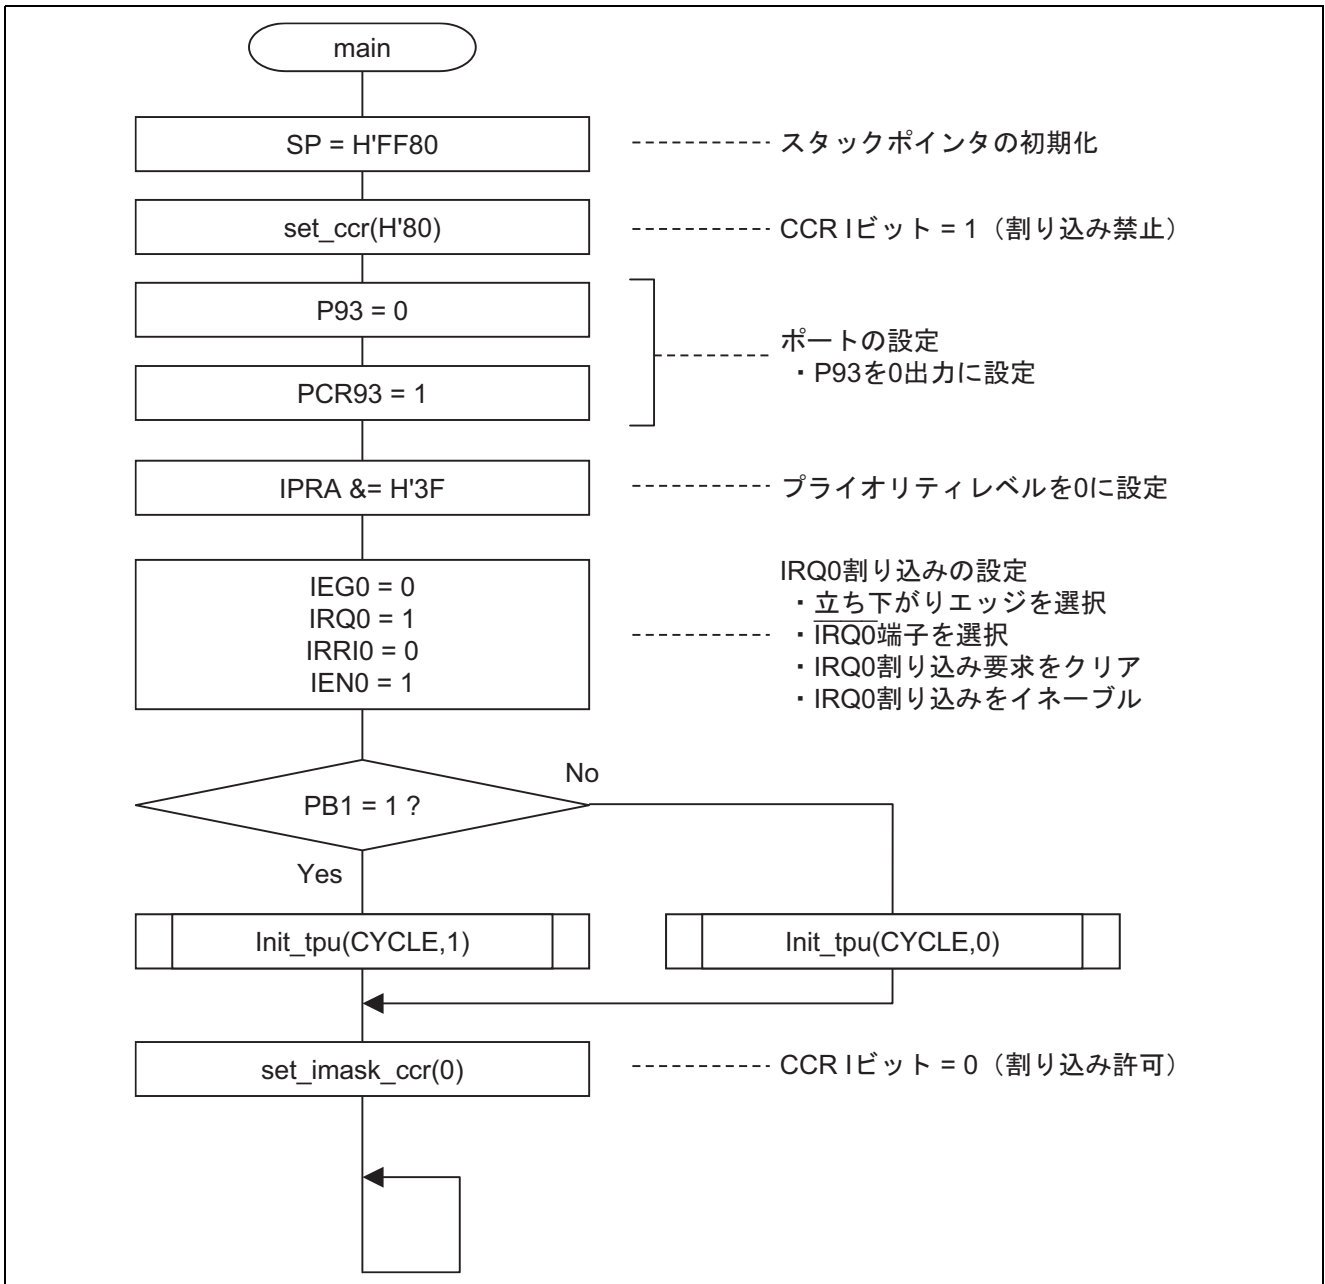 main
SP = H'FF80
スタックポインタの初期化
set_ccr(H'80)
CCR Iビット = 1（割り込み禁止）
P93 = 0
PCR93 = 1
ポートの設定
・P93を0出力に設定
IPRA &= H'3F
プライオリティレベルを0に設定
IEG0 = 0
IRQ0 = 1
IRRI0 = 0
IEN0 = 1
IRQ0割り込みの設定
・立ち下がりエッジを選択
・IRQ0端子を選択
・IRQ0割り込み要求をクリア
・IRQ0割り込みをイネーブル
PB1 = 1 ?
No
Yes
Init_tpu(CYCLE,1)
Init_tpu(CYCLE,0)
set_imask_ccr(0)
CCR Iビット = 0（割り込み許可）